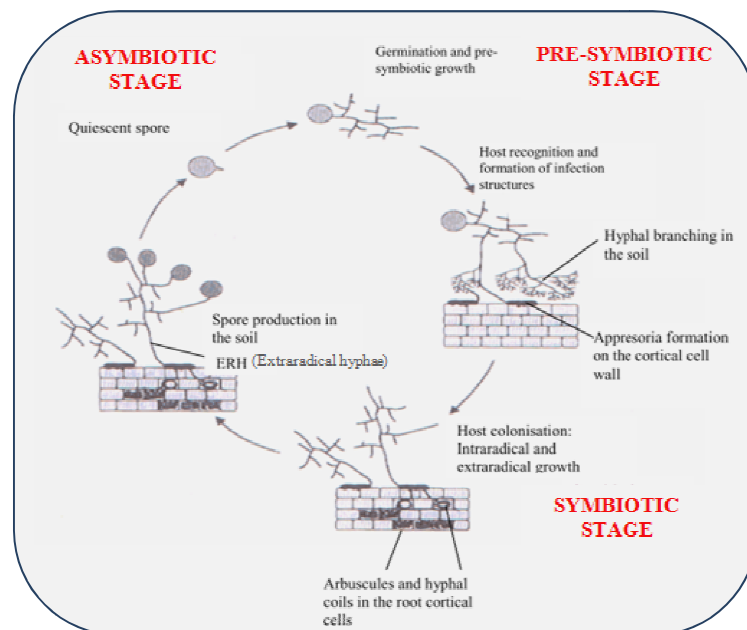 ASYMBIOTIC
STAGE
Germination and pre-
symbiotic growth
PRE-SYMBIOTIC
STAGE
Quiescent spore
Host recognition and
formation of infection
structures
Hyphal branching in
the soil
Appresoria formation
on the cortical cell
wall
Spore production in
the soil
ERH (Extraradical hyphae)
Host colonisation:
Intraradical and
extraradical growth
SYMBIOTIC
STAGE
Arbuscules and hyphal
coils in the root cortical
cells